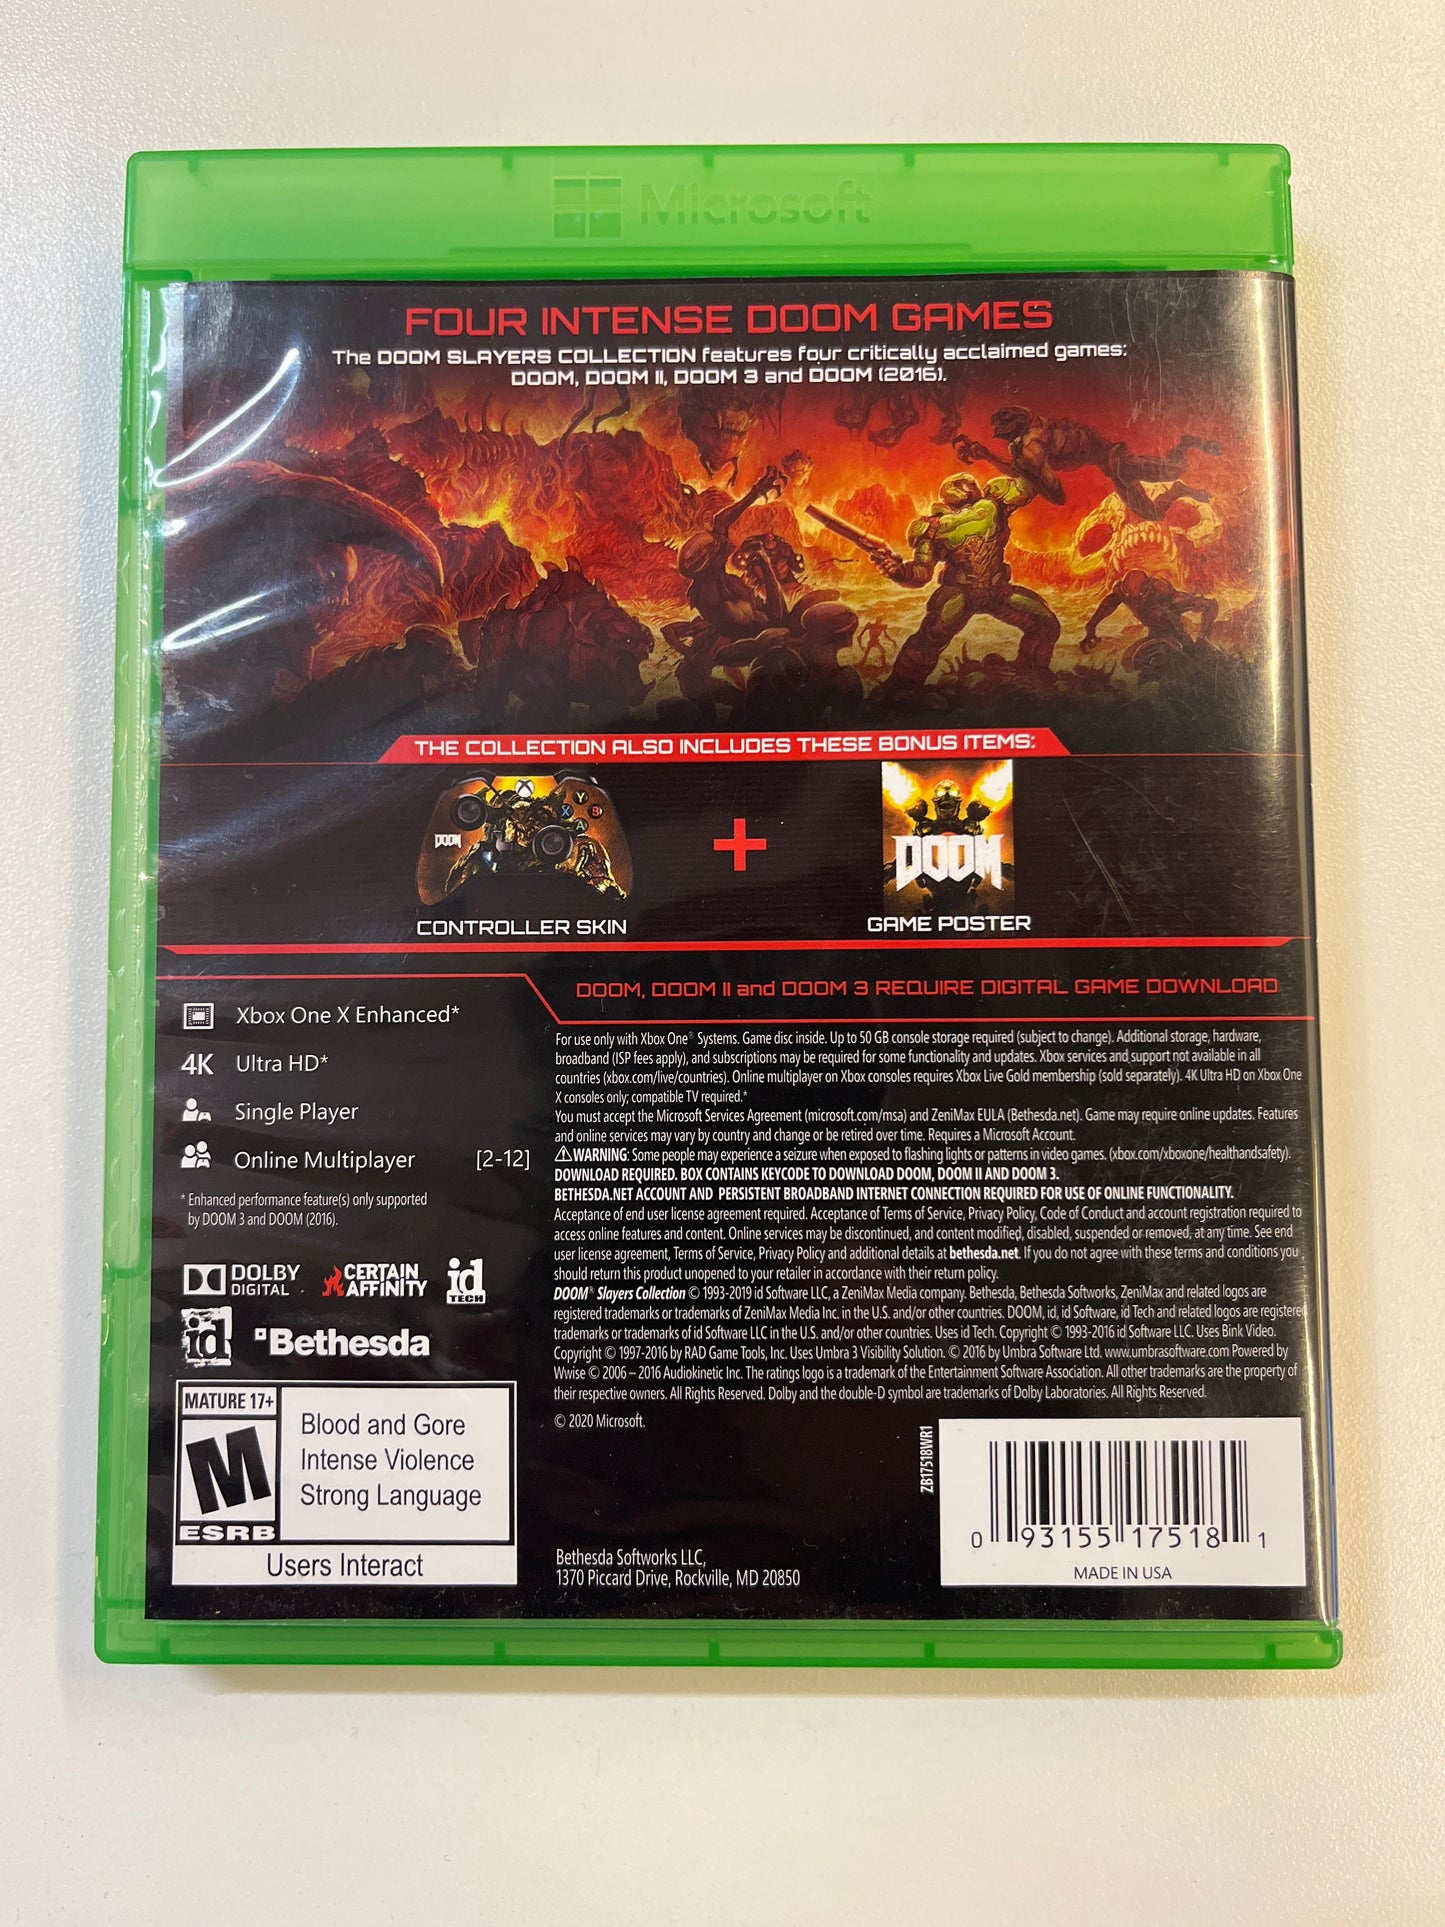 Microsoft
FOUR INTENSE DOOM GAMES
The DOOM SLAYERS COLLECTION features four critically acclaimed games:
DOOM, DOOM II, DOOM 3 and DOOM (2016).
THE COLLECTION ALSO INCLUDES THESE BONUS ITEMS:
Y
X B
A
DOOM
+
DOOM
CONTROLLER SKIN
GAME POSTER
DOOM, DOOM II and DOOM 3 REQUIRE DIGITAL GAME DOWNLOAD
Xbox One X Enhanced*
4K Ultra HD*
Single Player
Online Multiplayer [2-12]
* Enhanced performance feature(s) only supported
by DOOM 3 and DOOM (2016).
DOLBY
DIGITAL
CERTAIN
AFFINITY
id
TECH
id
Bethesda
For use only with Xbox One® Systems. Game disc inside. Up to 50 GB console storage required (subject to change). Additional storage, hardware,
broadband (ISP fees apply), and subscriptions may be required for some functionality and updates. Xbox services and support not available in all
countries (xbox.com/live/countries). Online multiplayer on Xbox consoles requires Xbox Live Gold membership (sold separately). 4K Ultra HD on Xbox One
X consoles only; compatible TV required.*
You must accept the Microsoft Services Agreement (microsoft.com/msa) and ZeniMax EULA (Bethesda.net). Game may require online updates. Features
and online services may vary by country and change or be retired over time. Requires a Microsoft Account.
⚠WARNING: Some people may experience a seizure when exposed to flashing lights or patterns in video games. (xbox.com/xboxone/healthandsafety).
DOWNLOAD REQUIRED. BOX CONTAINS KEYCODE TO DOWNLOAD DOOM, DOOM II AND DOOM 3.
BETHESDA.NET ACCOUNT AND PERSISTENT BROADBAND INTERNET CONNECTION REQUIRED FOR USE OF ONLINE FUNCTIONALITY.
Acceptance of end user license agreement required. Acceptance of Terms of Service, Privacy Policy, Code of Conduct and account registration required to
access online features and content. Online services may be discontinued, and content modified, disabled, suspended or removed, at any time. See end
user license agreement, Terms of Service, Privacy Policy and additional details at bethesda.net. If you do not agree with these terms and conditions you
should return this product unopened to your retailer in accordance with their return policy.
DOOM® Slayers Collection © 1993-2019 id Software LLC, a ZeniMax Media company. Bethesda, Bethesda Softworks, ZeniMax and related logos are
registered trademarks or trademarks of ZeniMax Media Inc. in the U.S. and/or other countries. DOOM, id, id Software, id Tech and related logos are registered
trademarks or trademarks of id Software LLC in the U.S. and/or other countries. Uses id Tech. Copyright © 1993-2016 id Software LLC. Uses Bink Video.
Copyright © 1997-2016 by RAD Game Tools, Inc. Uses Umbra 3 Visibility Solution. © 2016 by Umbra Software Ltd. www.umbrasoftware.com Powered by
Wwise © 2006 – 2016 Audiokinetic Inc. The ratings logo is a trademark of the Entertainment Software Association. All other trademarks are the property of
their respective owners. All Rights Reserved. Dolby and the double-D symbol are trademarks of Dolby Laboratories. All Rights Reserved.
© 2020 Microsoft.
MATURE 17+
M
ESRB
Blood and Gore
Intense Violence
Strong Language
Users Interact
Bethesda Softworks LLC,
1370 Piccard Drive, Rockville, MD 20850
ZB17518WR1
0 93155 17518 1
MADE IN USA